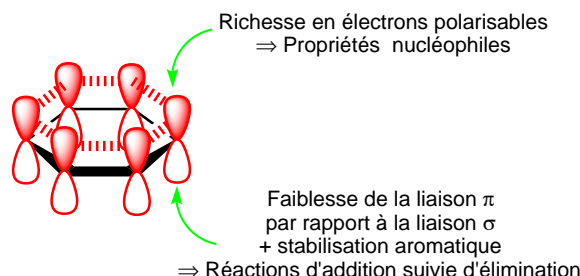 Richesse en électrons polarisables
⇒ Propriétés  nucléophiles
Faiblesse de la liaison π
par rapport à la liaison σ
+ stabilisation aromatique
⇒ Réactions d'addition suivie d'élimination